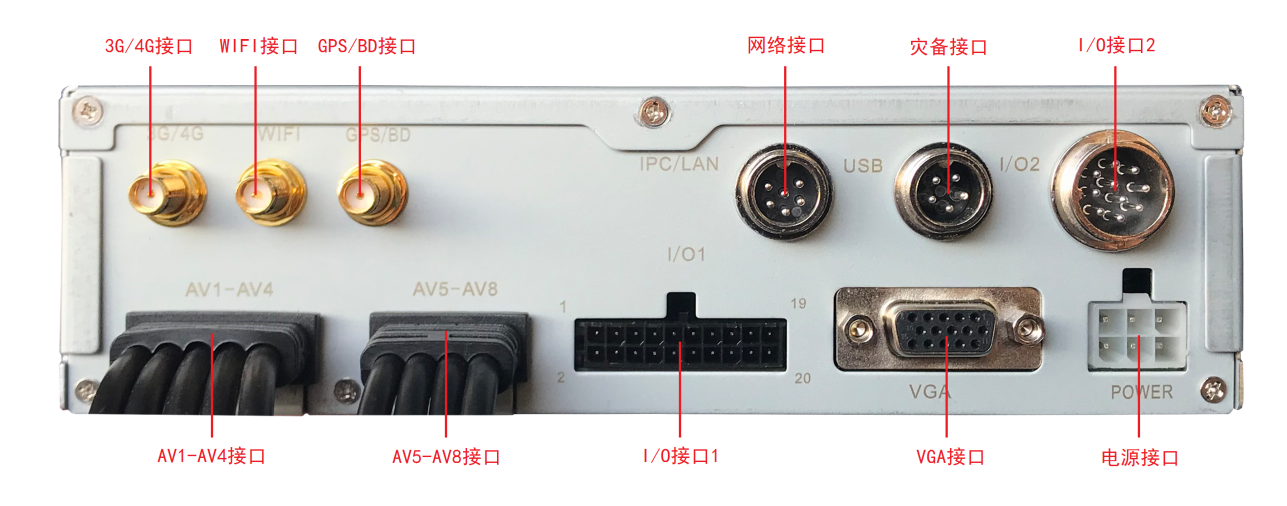 3G/4G接口 WIFI接口 GPS/BD接口 网络接口 灾备接口 I/O接口2
3G/4G WIFI GPS/BD
IPC/LAN USB I/O2
I/O1
AV1-AV4 AV5-AV8
1 19
2 20
VGA POWER
AV1-AV4接口 AV5-AV8接口 I/O接口1 VGA接口 电源接口